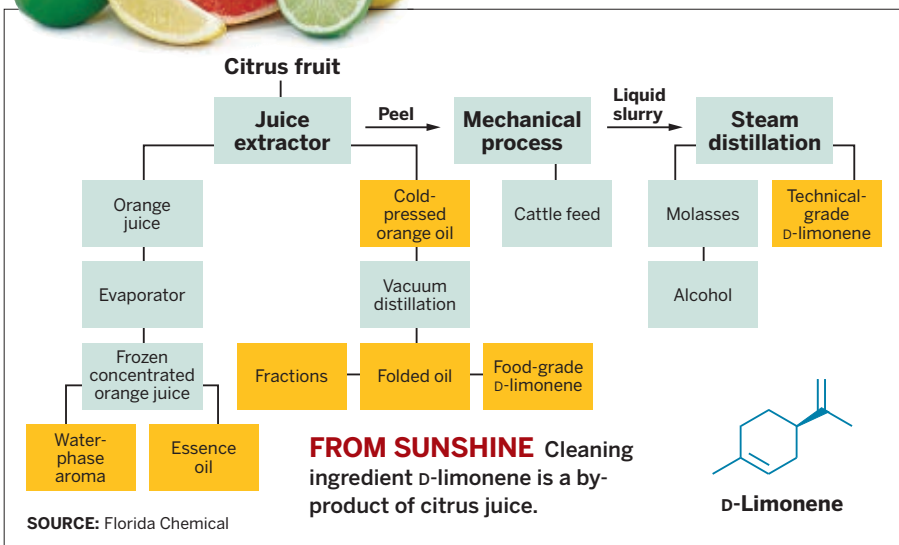 Citrus fruit
Juice
extractor
Peel
Mechanical
process
Liquid
slurry
Steam
distillation
Orange
juice
Cold-
pressed
orange oil
Cattle feed
Molasses
Technical-
grade
D-limonene
Evaporator
Vacuum
distillation
Alcohol
Frozen
concentrated
orange juice
Fractions
Folded oil
Food-grade
D-limonene
Water-
phase
aroma
Essence
oil
FROM SUNSHINE Cleaning
ingredient D-limonene is a by-
product of citrus juice.
D-Limonene
SOURCE: Florida Chemical